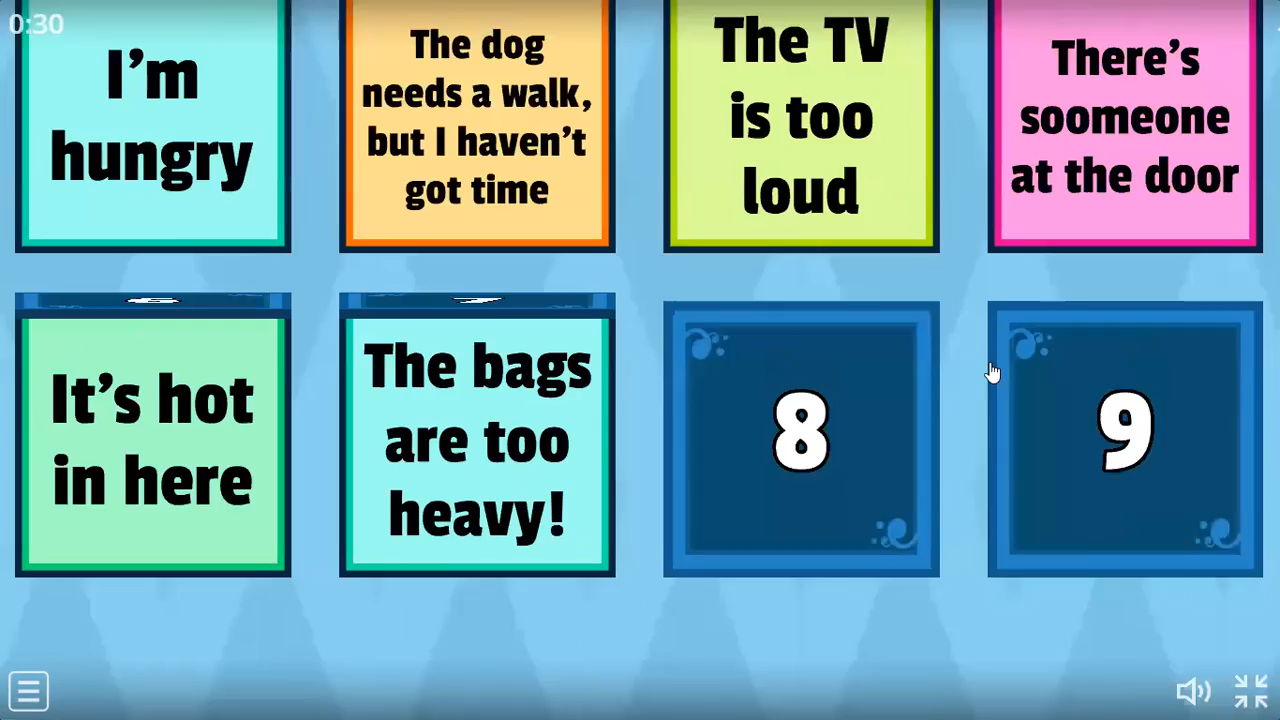 0:30
I'm
hungry
The dog
needs a walk,
but I haven't
got time
The TV
is too
loud
There's
soomeone
at the door
It's hot
in here
The bags
are too
heavy!
8
9